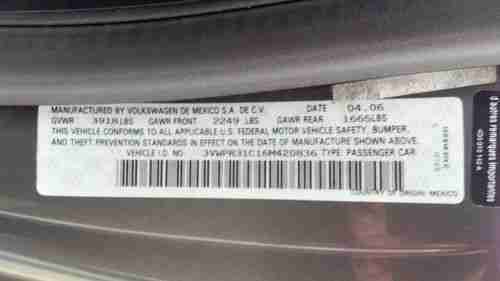 MANUFACTURED BY VOLKSWAGEN DE MEXICO S.A. DE C.V. DATE 04.06
GVWR 3918LBS GAWR FRONT 2249 LBS GAWR REAR 1665LBS
THIS VEHICLE CONFORMS TO ALL U.S. FEDERAL MOTOR VEHICLE SAFETY, BUMPER,
AND THEFT PREVENTION STANDARDS IN EFFECT ON THE DATE OF MANUFACTURE SHOWN ABOVE.
VEHICLE I.D. NO. 3VWPR31C16M420836 TYPE: PASSENGER CAR
COUNTRY OF ORIGIN: MEXICO